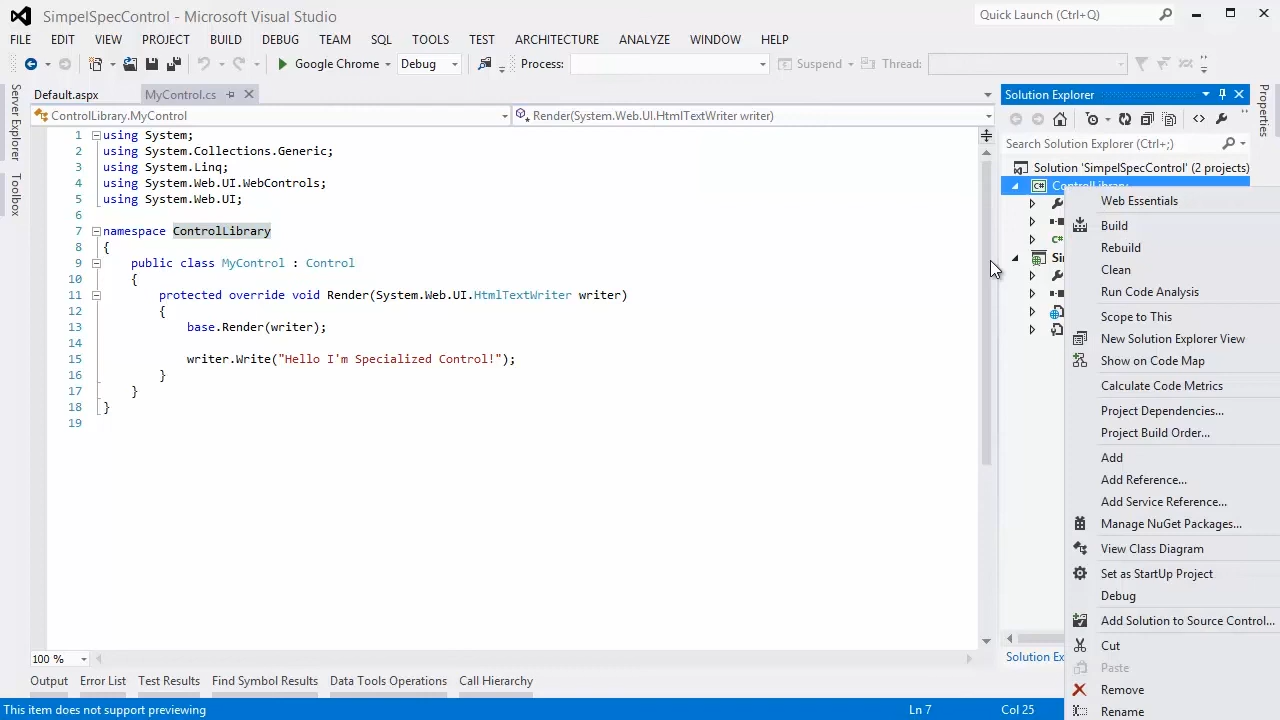 SimpelSpecControl - Microsoft Visual Studio
Quick Launch (Ctrl+Q)
FILE EDIT VIEW PROJECT BUILD DEBUG TEAM SQL TOOLS TEST ARCHITECTURE ANALYZE WINDOW HELP
Google Chrome Debug Process: Suspend Thread:
Server Explorer
Toolbox
Default.aspx MyControl.cs
ControlLibrary.MyControl Render(System.Web.UI.HtmlTextWriter writer)
1 using System;
2 using System.Collections.Generic;
3 using System.Linq;
4 using System.Web.UI.WebControls;
5 using System.Web.UI;
6
7 namespace ControlLibrary
8 {
9 public class MyControl : Control
10 {
11 protected override void Render(System.Web.UI.HtmlTextWriter writer)
12 {
13 base.Render(writer);
14
15 writer.Write("Hello I'm Specialized Control!");
16 }
17 }
18 }
19
100 %
Solution Explorer
Properties
Search Solution Explorer (Ctrl+;)
Solution 'SimpelSpecControl' (2 projects)
C# ControlLibrary
C#
Si
Solution Ex
Web Essentials
Build
Rebuild
Clean
Run Code Analysis
Scope to This
New Solution Explorer View
Show on Code Map
Calculate Code Metrics
Project Dependencies...
Project Build Order...
Add
Add Reference...
Add Service Reference...
Manage NuGet Packages...
View Class Diagram
Set as StartUp Project
Debug
Add Solution to Source Control...
Cut
Paste
Remove
Rename
Output Error List Test Results Find Symbol Results Data Tools Operations Call Hierarchy
This item does not support previewing Ln 7 Col 25